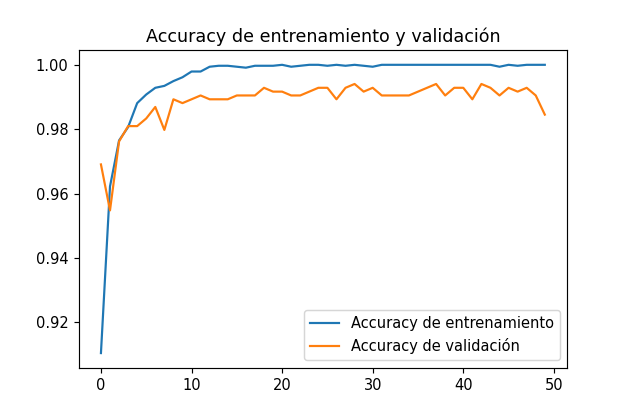 Accuracy de entrenamiento y validación
1.00
0.98
0.96
0.94
0.92
Accuracy de entrenamiento
Accuracy de validación
0 10 20 30 40 50